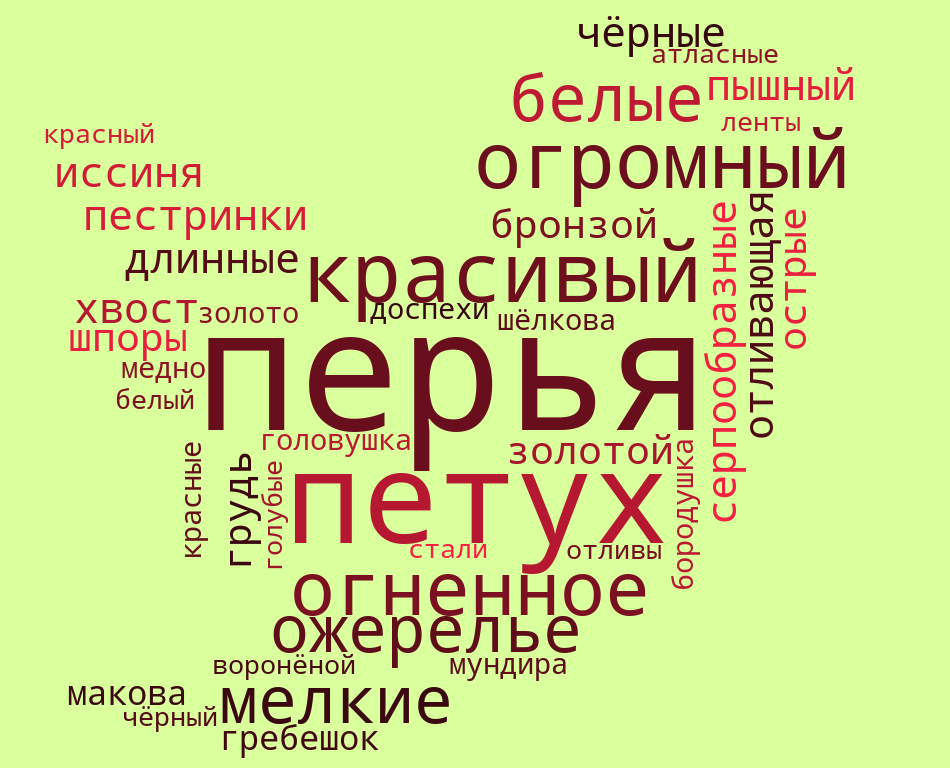 чёрные
атласные
белые
пышный
ленты
красный
огромный
иссиня
пестринки
бронзой
серпообразные
отливающая
острые
длинные
красивый
хвост
золото
доспехи
шёлкова
шпоры
перья
медно
белый
головушка
золотой
красные
грудь
голубые
петух
бородушка
стали
отливы
огненное
ожерелье
воронёной
мундира
макова
мелкие
чёрный
гребешок